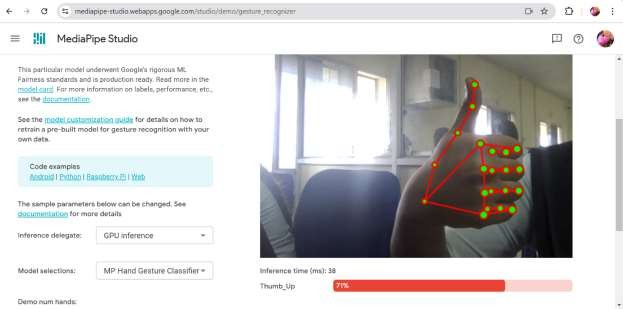 mediapipe-studio.webapps.google.com/studio/demo/gesture_recognizer
MediaPipe Studio
This particular model underwent Google's rigorous ML
Fairness standards and is production ready. Read more in the
model card. For more information on labels, performance, etc.,
see the documentation.
See the model customization guide for details on how to
retrain a pre-built model for gesture recognition with your
own data.
Code examples
Android | Python | Raspberry Pi | Web
The sample parameters below can be changed. See
documentation for more details
Inference delegate: GPU inference
Model selections: MP Hand Gesture Classifier
Demo num hands:
Inference time (ms): 38
Thumb_Up 71%